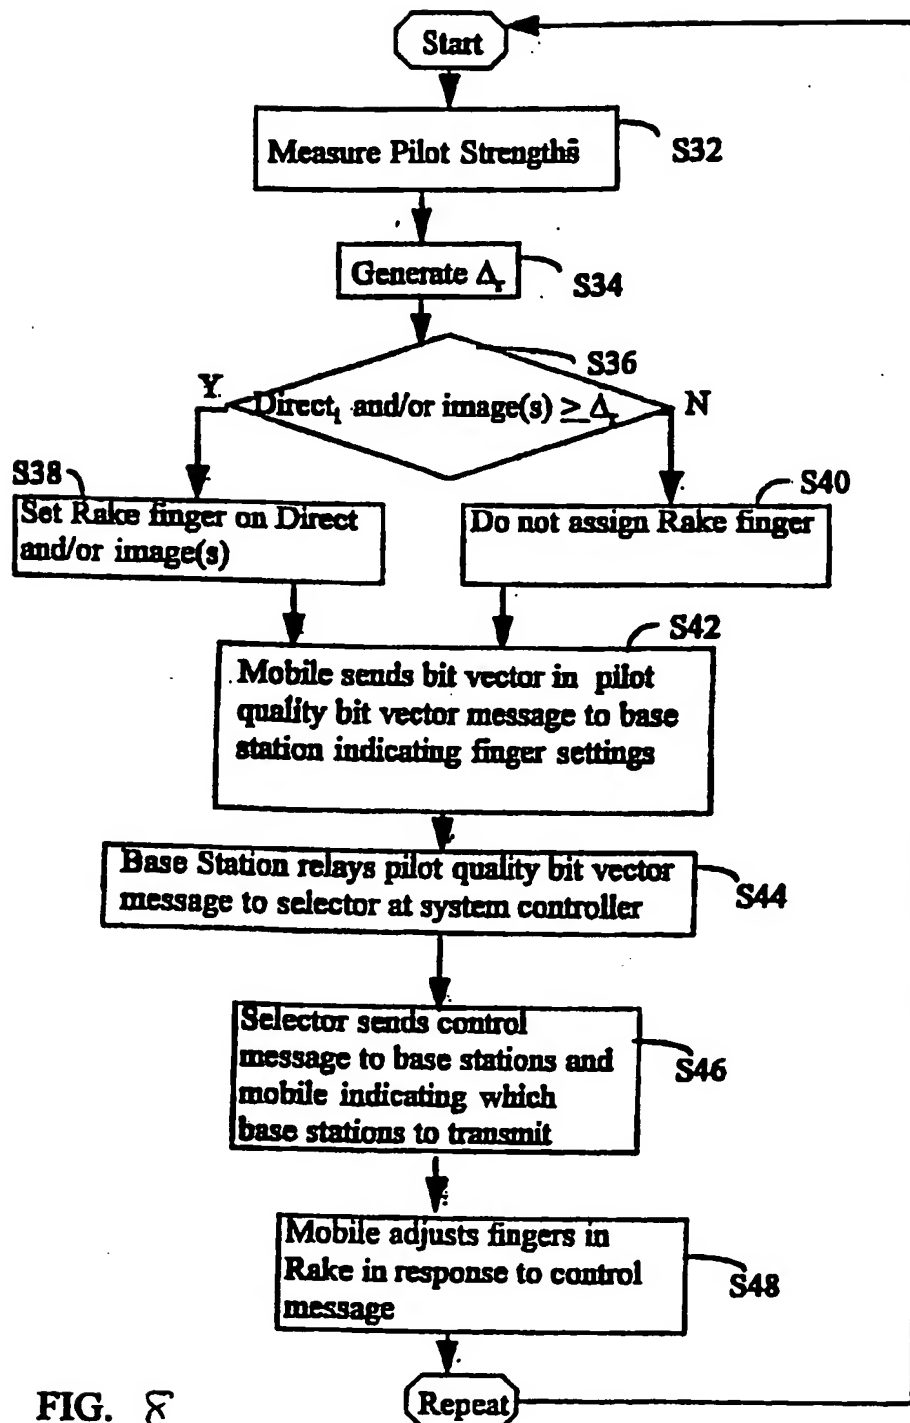 Start
Measure Pilot Strengths
S32
Generate Δr
S34
S36
Y
Direct₁ and/or image(s) ≥ Δr
N
S38
S40
Set Rake finger on Direct
and/or image(s)
Do not assign Rake finger
S42
Mobile sends bit vector in pilot
quality bit vector message to base
station indicating finger settings
Base Station relays pilot quality bit vector
message to selector at system controller
S44
Selector sends control
message to base stations and
mobile indicating which
base stations to transmit
S46
Mobile adjusts fingers in
Rake in response to control
message
S48
Repeat
FIG. 8